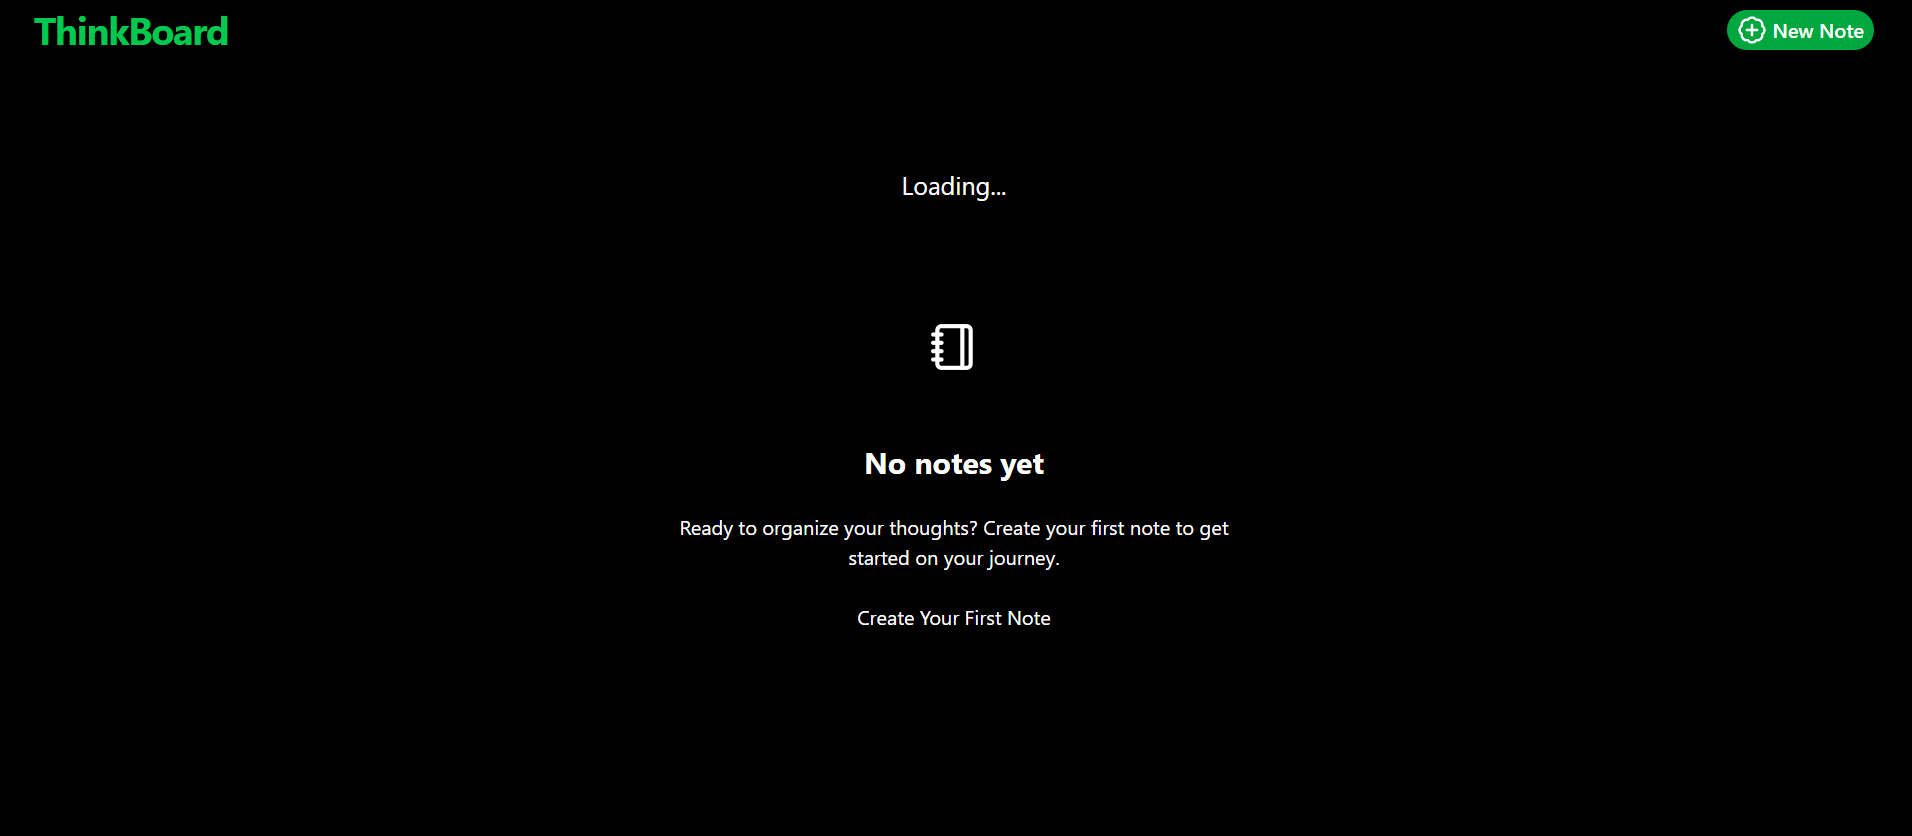 ThinkBoard
New Note
Loading...
No notes yet
Ready to organize your thoughts? Create your first note to get
started on your journey.
Create Your First Note